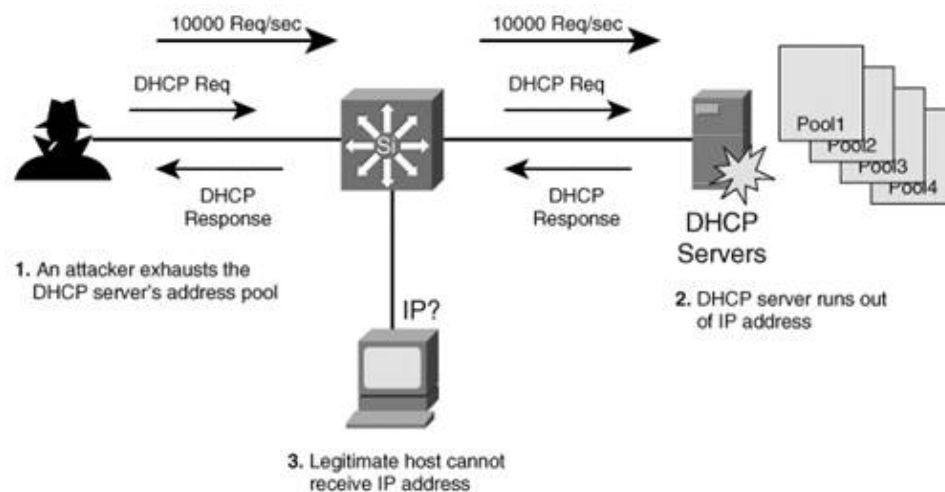 10000 Req/sec
10000 Req/sec
DHCP Req
DHCP Req
Si
DHCP
Response
DHCP
Response
Pool1
Pool2
Pool3
Pool4
DHCP
Servers
1. An attacker exhausts the
DHCP server's address pool
IP?
2. DHCP server runs out
of IP address
3. Legitimate host cannot
receive IP address